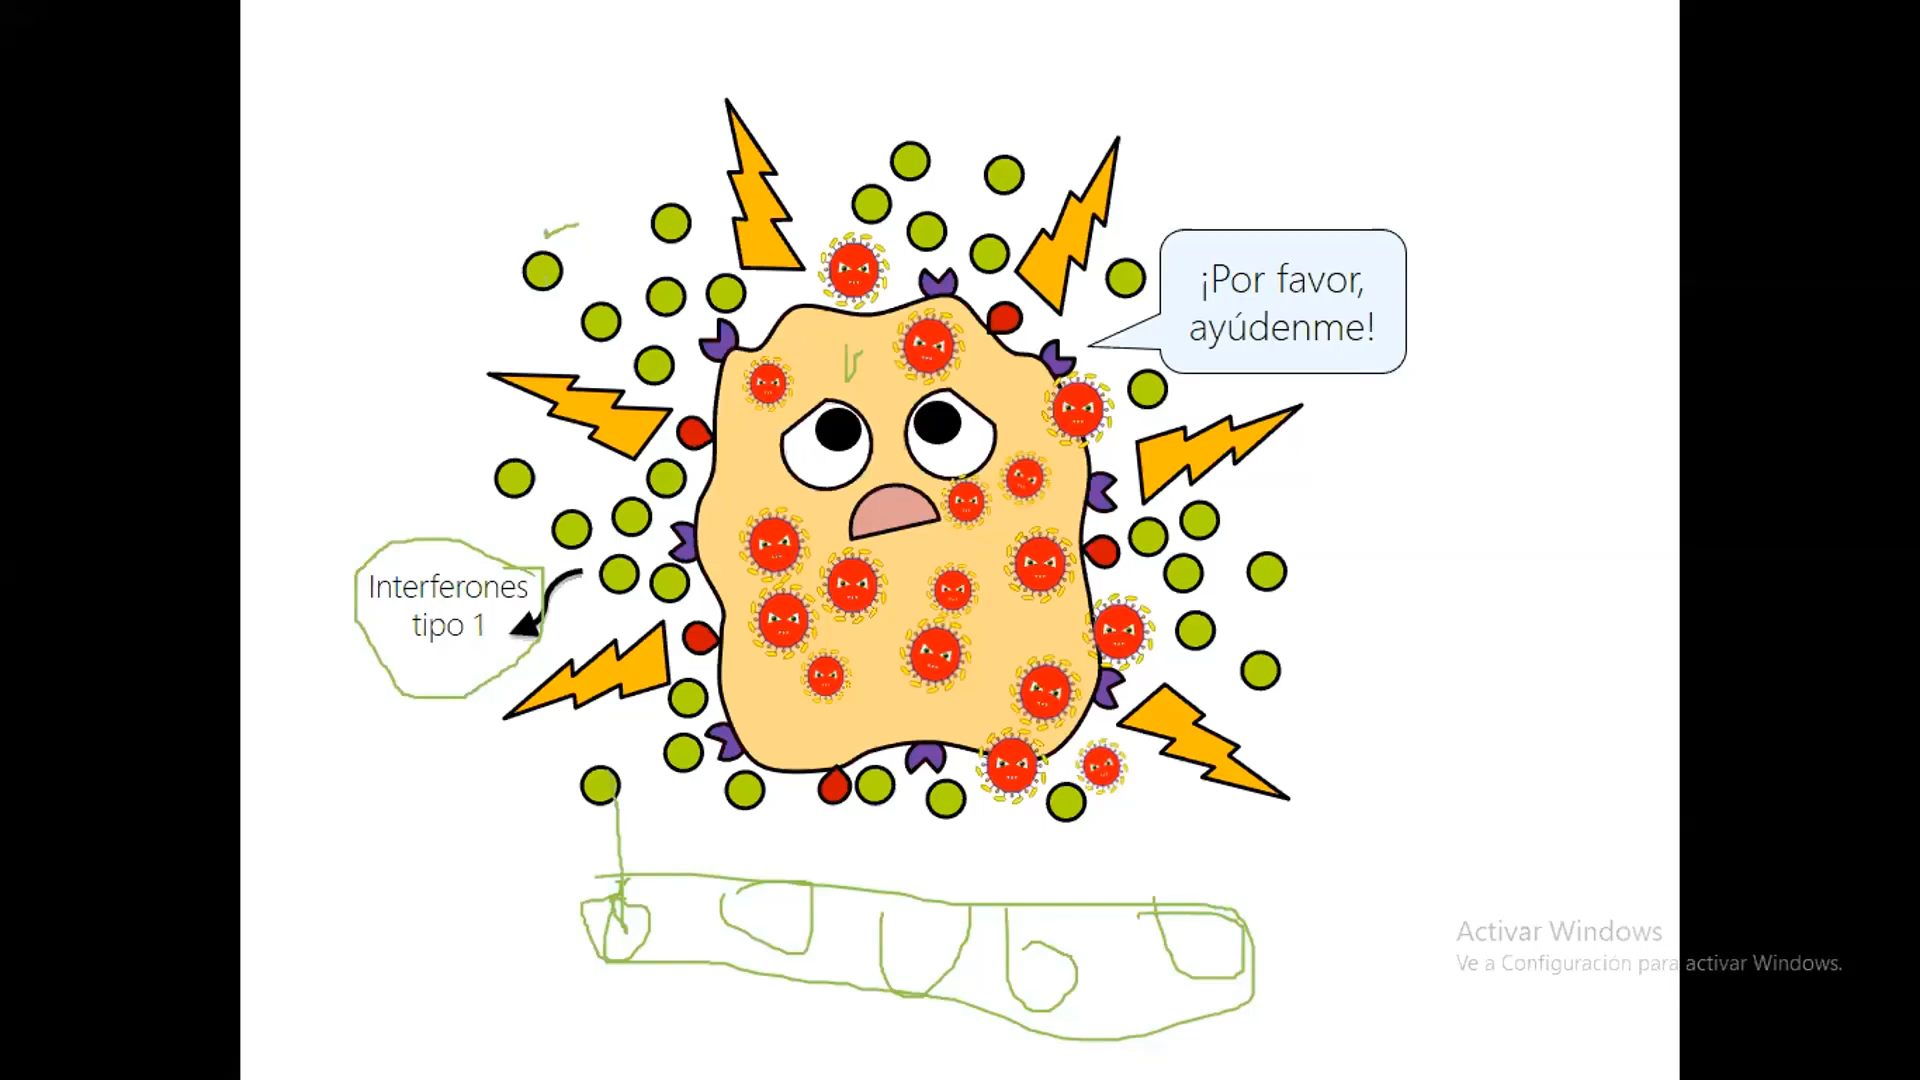 ¡Por favor,
ayúdenme!
Interferones
tipo 1
Activar Windows
Ve a Configuración para activar Windows.